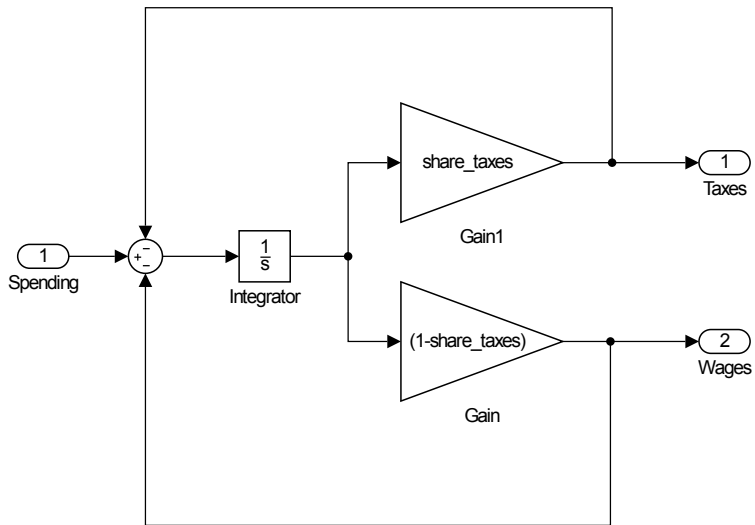 share_taxes
1
Taxes
Gain1
1
Spending
−
+
−
1
s
Integrator
(1-share_taxes)
2
Wages
Gain